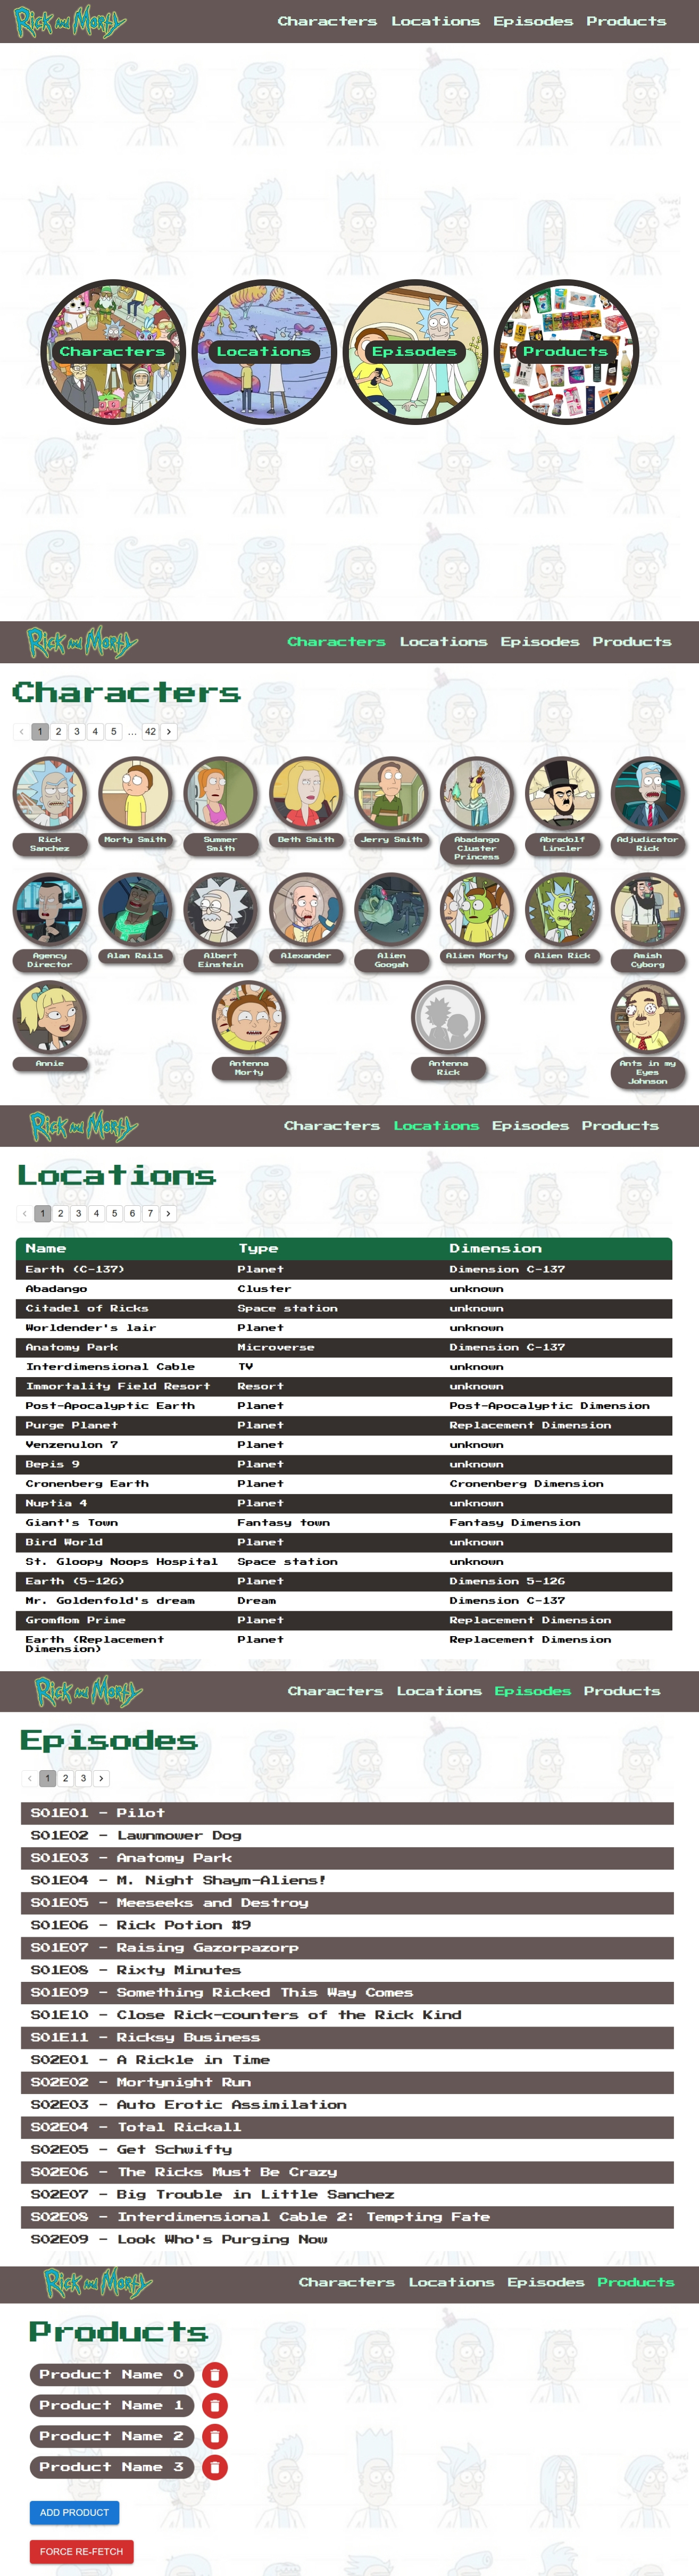 Rick and Morty
Characters Locations Episodes Products
Characters Locations Episodes Products
Rick and Morty
Characters Locations Episodes Products
Characters
1 2 3 4 5 ... 42
Rick
Sanchez
Morty Smith
Summer
Smith
Beth Smith
Jerry Smith
Abadango
Cluster
Princess
Abradolf
Lincler
Adjudicator
Rick
Agency
Director
Alan Rails
Albert
Einstein
Alexander
Alien
Googah
Alien Morty
Alien Rick
Amish
Cyborg
Annie
Antenna
Morty
Antenna
Rick
Ants in my
Eyes
Johnson
Rick and Morty
Characters Locations Episodes Products
Locations
1 2 3 4 5 6 7
Name Type Dimension
Earth (C-137) Planet Dimension C-137
Abadango Cluster unknown
Citadel of Ricks Space station unknown
Worldender's lair Planet unknown
Anatomy Park Microverse Dimension C-137
Interdimensional Cable TV unknown
Immortality Field Resort Resort unknown
Post-Apocalyptic Earth Planet Post-Apocalyptic Dimension
Purge Planet Planet Replacement Dimension
Venzenulon 7 Planet unknown
Bepis 9 Planet unknown
Cronenberg Earth Planet Cronenberg Dimension
Nuptia 4 Planet unknown
Giant's Town Fantasy town Fantasy Dimension
Bird World Planet unknown
St. Gloopy Noops Hospital Space station unknown
Earth (5-126) Planet Dimension 5-126
Mr. Goldenfold's dream Dream Dimension C-137
Gromflom Prime Planet Replacement Dimension
Earth (Replacement Planet Replacement Dimension
Dimension)
Rick and Morty
Characters Locations Episodes Products
Episodes
1 2 3
S01E01 - Pilot
S01E02 - Lawnmower Dog
S01E03 - Anatomy Park
S01E04 - M. Night Shaym-Aliens!
S01E05 - Meeseeks and Destroy
S01E06 - Rick Potion #9
S01E07 - Raising Gazorpazorp
S01E08 - Rixty Minutes
S01E09 - Something Ricked This Way Comes
S01E10 - Close Rick-counters of the Rick Kind
S01E11 - Ricksy Business
S02E01 - A Rickle in Time
S02E02 - Mortynight Run
S02E03 - Auto Erotic Assimilation
S02E04 - Total Rickall
S02E05 - Get Schwifty
S02E06 - The Ricks Must Be Crazy
S02E07 - Big Trouble in Little Sanchez
S02E08 - Interdimensional Cable 2: Tempting Fate
S02E09 - Look Who's Purging Now
Rick and Morty
Characters Locations Episodes Products
Products
Product Name 0
Product Name 1
Product Name 2
Product Name 3
ADD PRODUCT
FORCE RE-FETCH